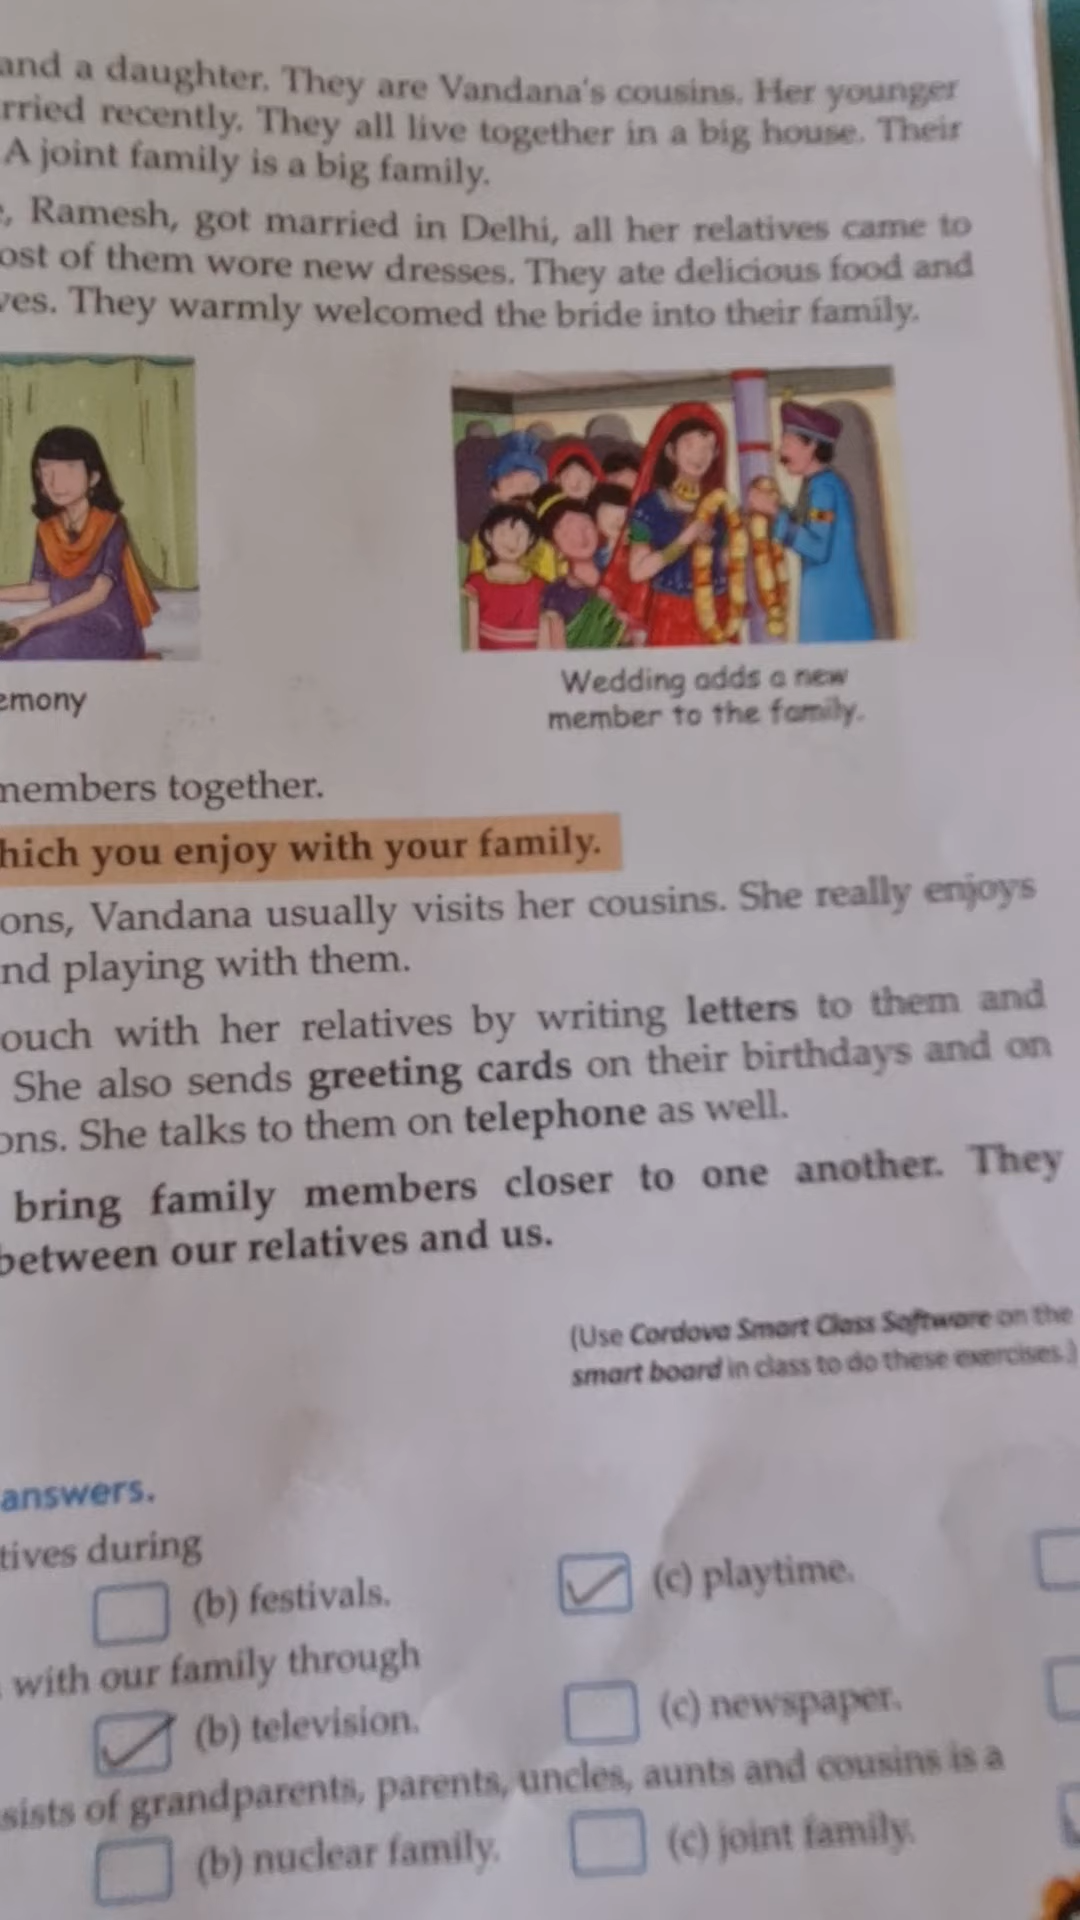 and a daughter. They are Vandana's cousins. Her younger
rried recently. They all live together in a big house. Their
A joint family is a big family.
, Ramesh, got married in Delhi, all her relatives came to
ost of them wore new dresses. They ate delicious food and
ves. They warmly welcomed the bride into their family.
emony
Wedding adds a new
member to the family.
members together.
hich you enjoy with your family.
ons, Vandana usually visits her cousins. She really enjoys
nd playing with them.
ouch with her relatives by writing letters to them and
She also sends greeting cards on their birthdays and on
ons. She talks to them on telephone as well.
bring family members closer to one another. They
between our relatives and us.
(Use Cordova Smart Class Software on the
smart board in class to do these exercises.)
answers.
tives during
(b) festivals. (c) playtime.
with our family through
(b) television. (c) newspaper.
sists of grandparents, parents, uncles, aunts and cousins is a
(b) nuclear family. (c) joint family.